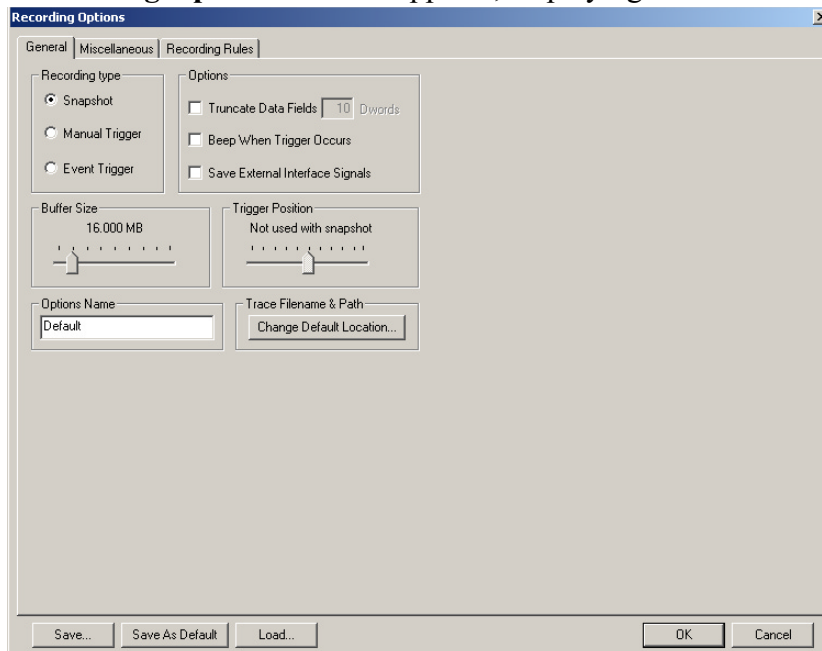 Recording Options
General Miscellaneous Recording Rules
Recording type
Snapshot
Manual Trigger
Event Trigger
Options
Truncate Data Fields 10 Dwords
Beep When Trigger Occurs
Save External Interface Signals
Buffer Size
16.000 MB
Trigger Position
Not used with snapshot
Options Name
Default
Trace Filename & Path
Change Default Location...
Save... Save As Default Load... OK Cancel